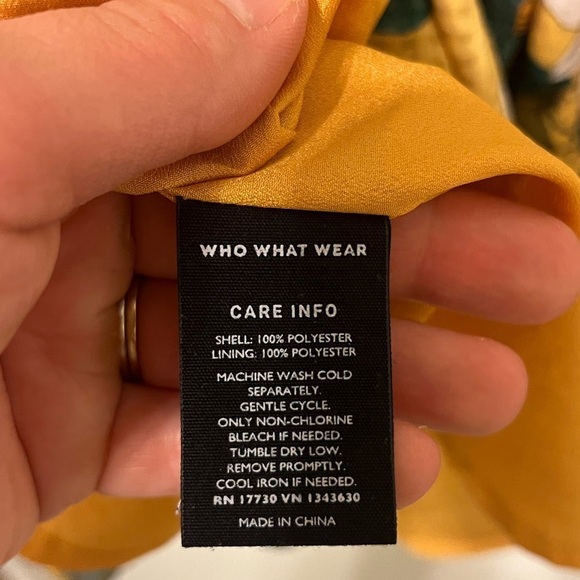 WHO WHAT WEAR
CARE INFO
SHELL: 100% POLYESTER
LINING: 100% POLYESTER
MACHINE WASH COLD
SEPARATELY.
GENTLE CYCLE.
ONLY NON-CHLORINE
BLEACH IF NEEDED.
TUMBLE DRY LOW.
REMOVE PROMPTLY.
COOL IRON IF NEEDED.
RN 17730 VN 1343630
MADE IN CHINA